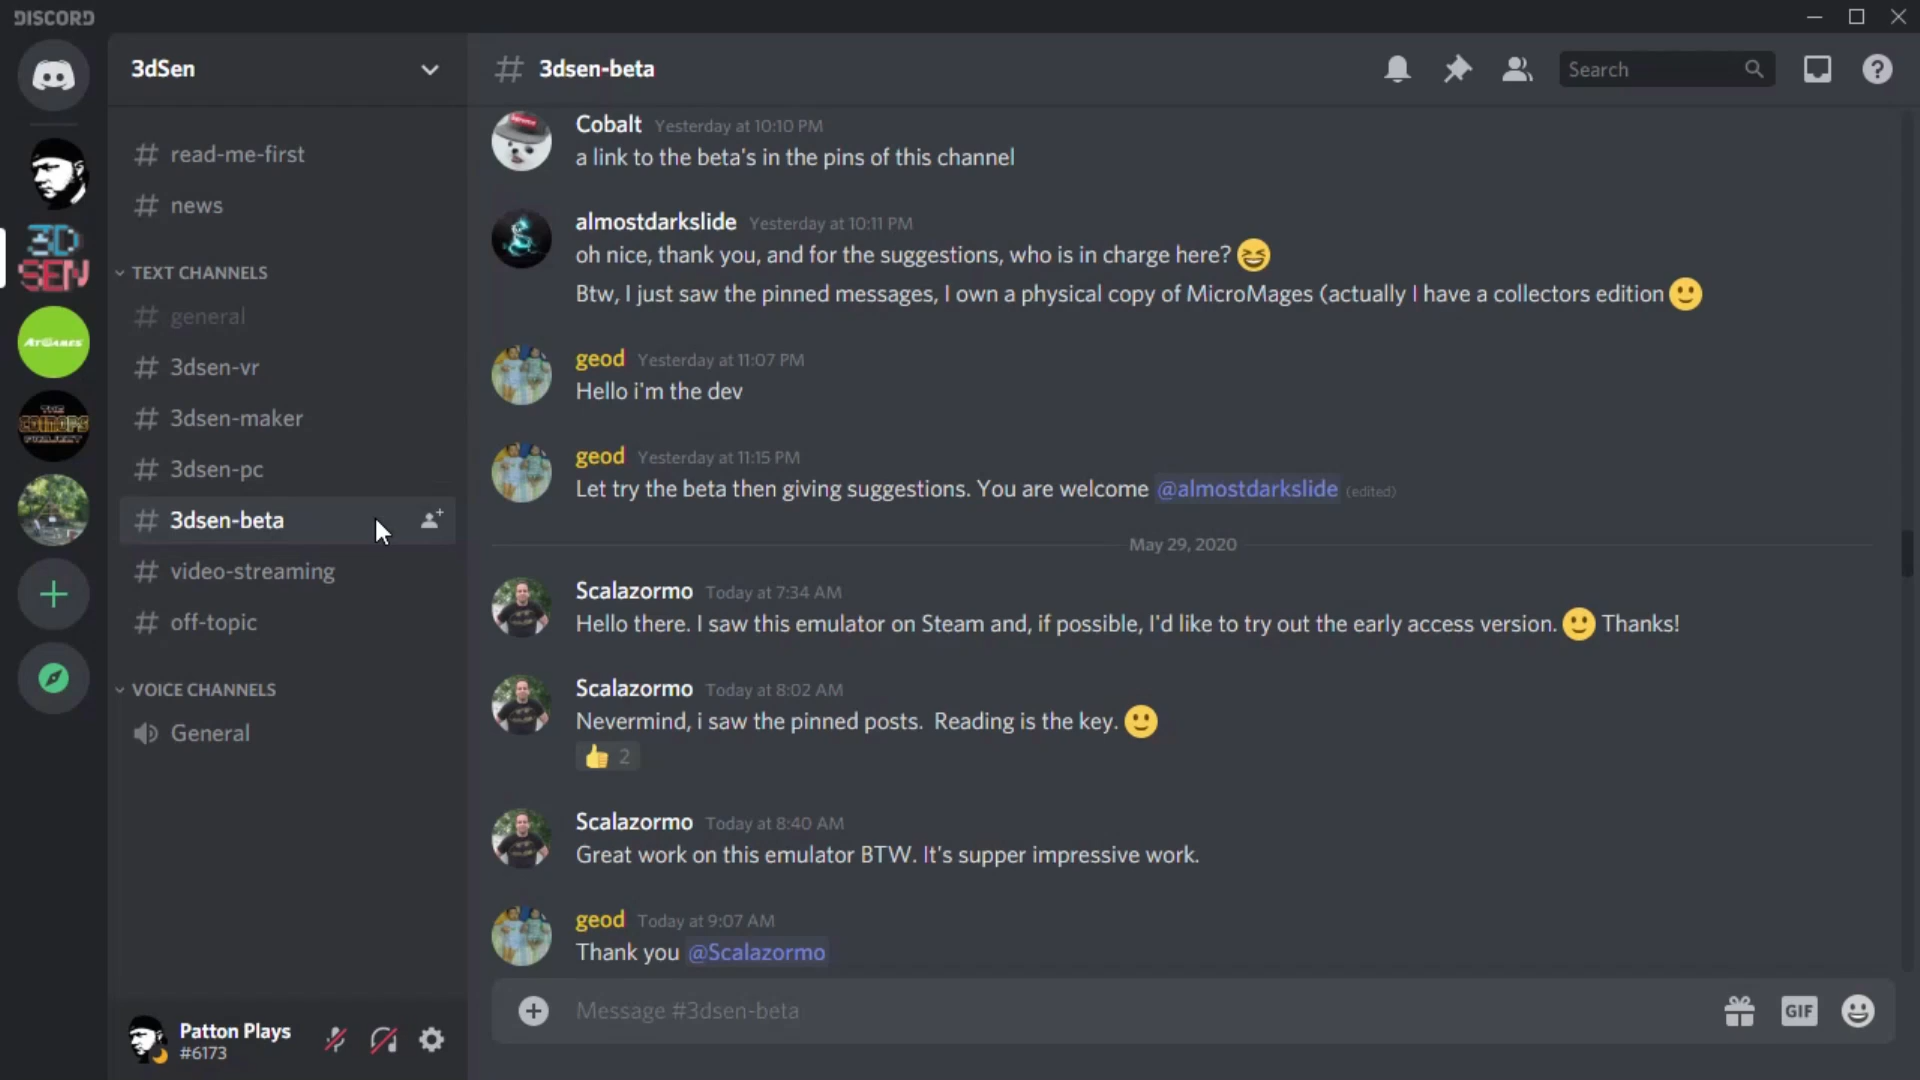 DISCORD
3dSen
3dsen-beta
Search
read-me-first
news
3D
SEN
TEXT CHANNELS
general
ATGAMES
3dsen-vr
3dsen-maker
THE
COINOPS
PROJECT
3dsen-pc
3dsen-beta
video-streaming
off-topic
VOICE CHANNELS
General
Patton Plays
#6173
Cobalt Yesterday at 10:10 PM
a link to the beta's in the pins of this channel
almostdarkslide Yesterday at 10:11 PM
oh nice, thank you, and for the suggestions, who is in charge here? 😆
Btw, I just saw the pinned messages, I own a physical copy of MicroMages (actually I have a collectors edition 🙂
geod Yesterday at 11:07 PM
Hello i'm the dev
geod Yesterday at 11:15 PM
Let try the beta then giving suggestions. You are welcome @almostdarkslide (edited)
May 29, 2020
Scalazormo Today at 7:34 AM
Hello there. I saw this emulator on Steam and, if possible, I'd like to try out the early access version. 🙂 Thanks!
Scalazormo Today at 8:02 AM
Nevermind, i saw the pinned posts. Reading is the key. 🙂
👍 2
Scalazormo Today at 8:40 AM
Great work on this emulator BTW. It's supper impressive work.
geod Today at 9:07 AM
Thank you @Scalazormo
Message #3dsen-beta
GIF